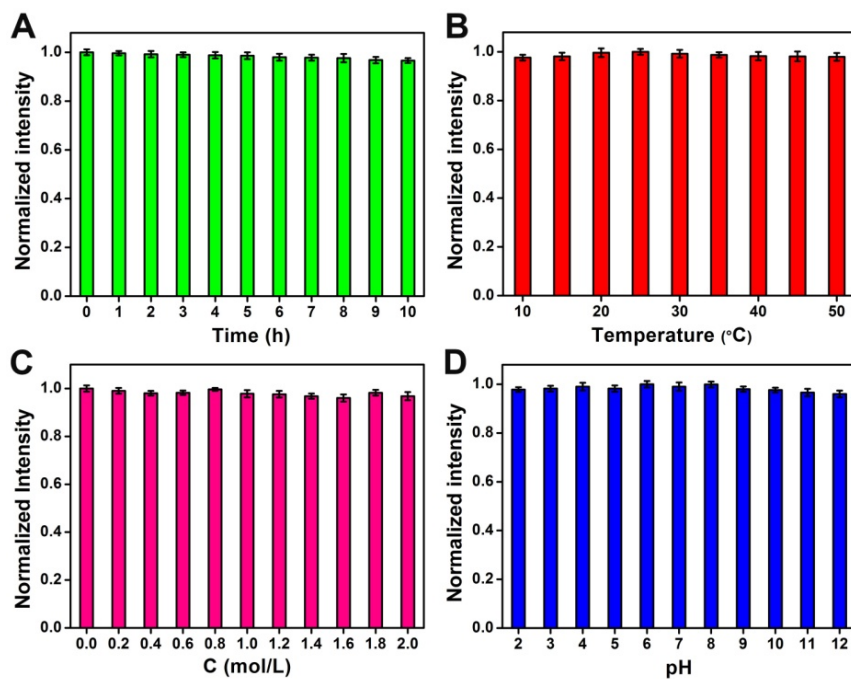 A
Normalized intensity
1.0
0.8
0.6
0.4
0.2
0.0
0 1 2 3 4 5 6 7 8 9 10
Time (h)
B
Normalized intensity
1.0
0.8
0.6
0.4
0.2
0.0
10 20 30 40 50
Temperature (°C)
C
Normalized Intensity
1.0
0.8
0.6
0.4
0.2
0.0
0.0 0.2 0.4 0.6 0.8 1.0 1.2 1.4 1.6 1.8 2.0
C (mol/L)
D
Normalized intensity
1.0
0.8
0.6
0.4
0.2
0.0
2 3 4 5 6 7 8 9 10 11 12
pH